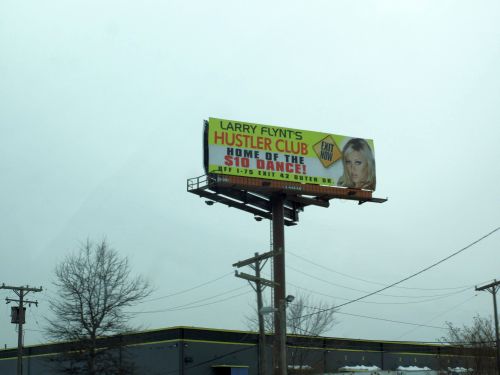 LARRY FLYNT'S
HUSTLER CLUB
EXIT
NOW
HOME OF THE
$10 DANCE!
OFF I-75 EXIT 42 OUTER DR